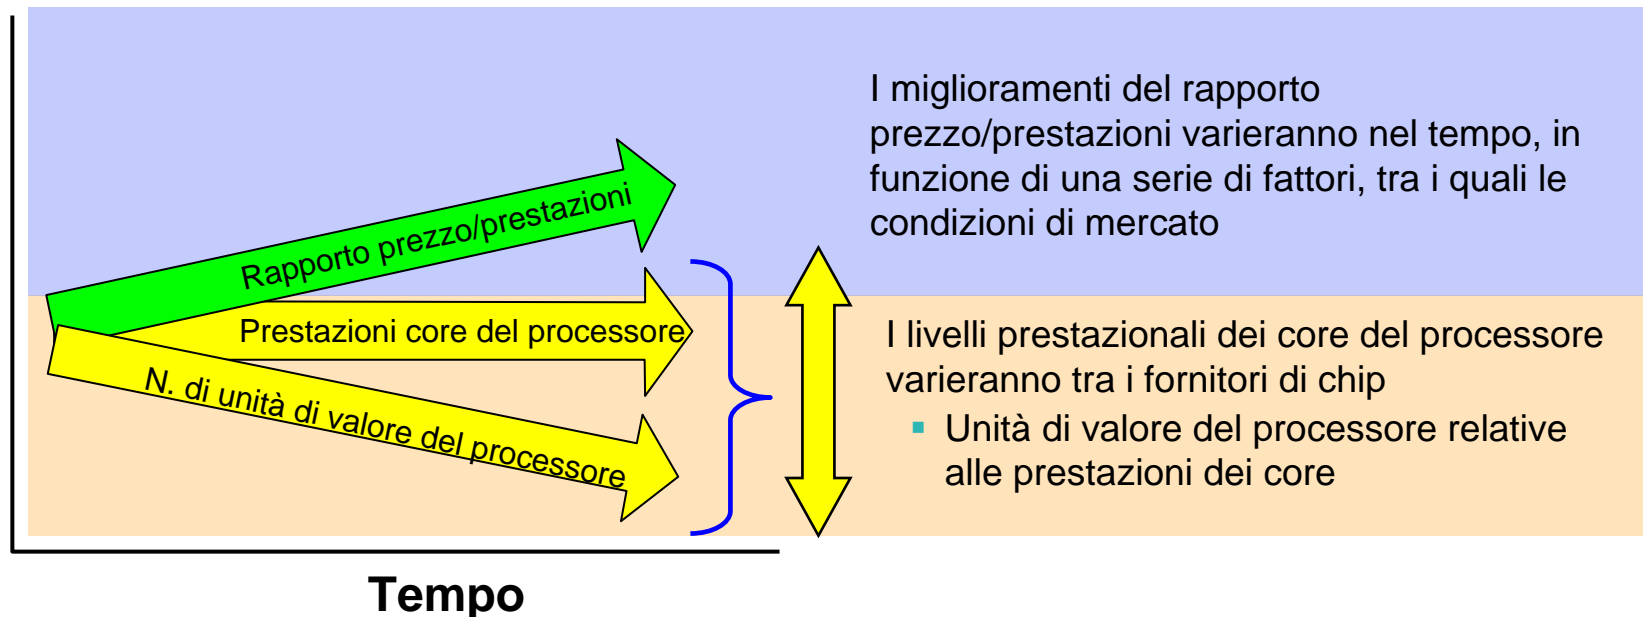 I miglioramenti del rapporto
prezzo/prestazioni varieranno nel tempo, in
funzione di una serie di fattori, tra i quali le
condizioni di mercato
Rapporto prezzo/prestazioni
Prestazioni core del processore
N. di unità di valore del processore
I livelli prestazionali dei core del processore
varieranno tra i fornitori di chip
▪ Unità di valore del processore relative
alle prestazioni dei core
Tempo